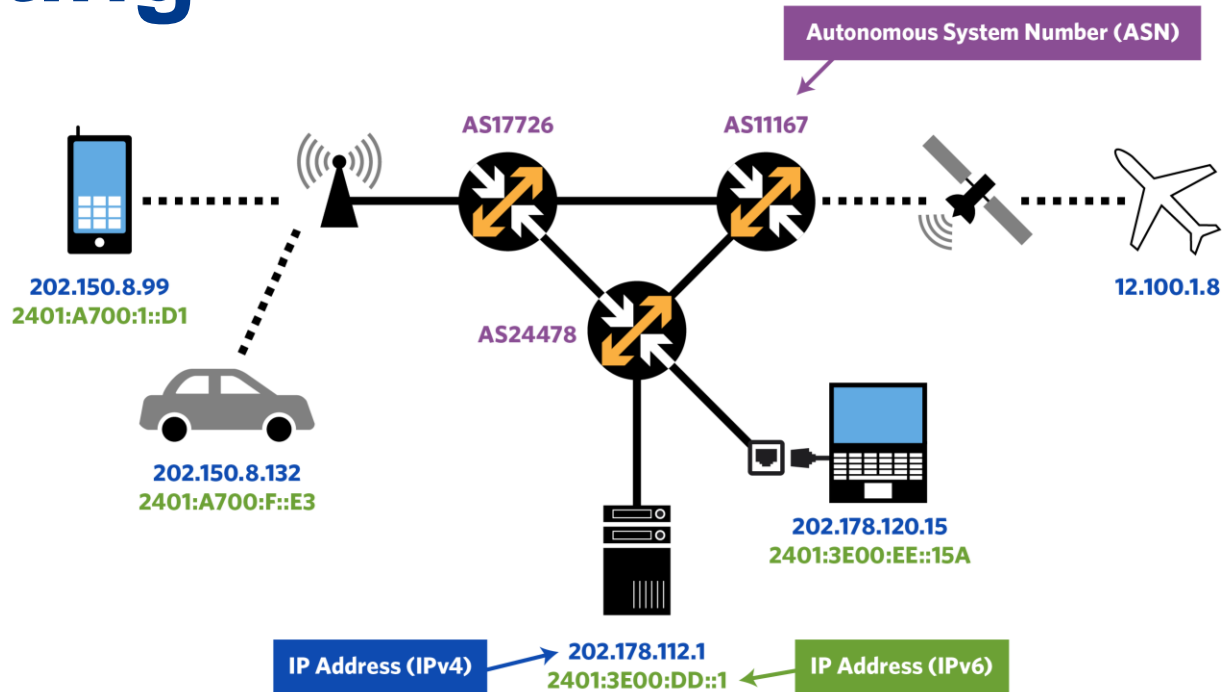 Autonomous System Number (ASN)
AS17726
AS11167
202.150.8.99
2401:A700:1::D1
12.100.1.8
AS24478
202.150.8.132
2401:A700:F::E3
202.178.120.15
2401:3E00:EE::15A
IP Address (IPv4)
202.178.112.1
2401:3E00:DD::1
IP Address (IPv6)